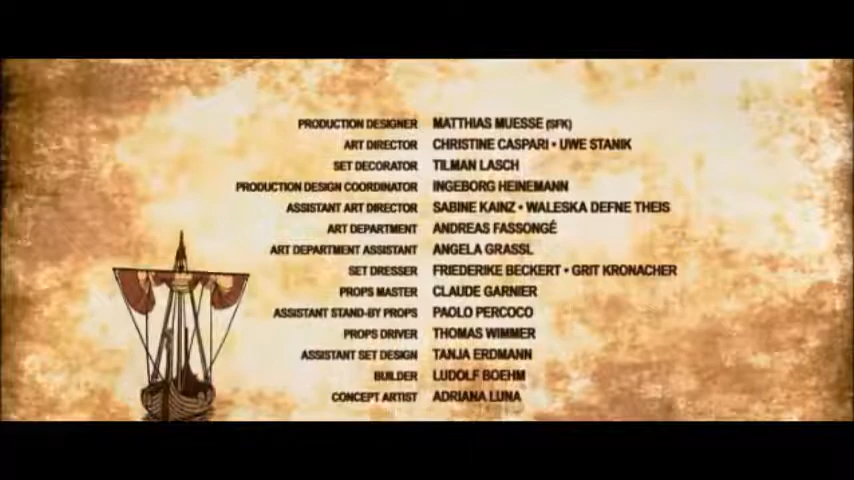 PRODUCTION DESIGNER MATTHIAS MUESSE (SFK)
ART DIRECTOR CHRISTINE CASPARI • UWE STANIK
SET DECORATOR TILMAN LASCH
PRODUCTION DESIGN COORDINATOR INGEBORG HEINEMANN
ASSISTANT ART DIRECTOR SABINE KAINZ • WALESKA DEFNE THEIS
ART DEPARTMENT ANDREAS FASSONGÉ
ART DEPARTMENT ASSISTANT ANGELA GRASSL
SET DRESSER FRIEDERIKE BECKERT • GRIT KRONACHER
PROPS MASTER CLAUDE GARNIER
ASSISTANT STAND-BY PROPS PAOLO PERCOCO
PROPS DRIVER THOMAS WIMMER
ASSISTANT SET DESIGN TANJA ERDMANN
BUILDER LUDOLF BOEHM
CONCEPT ARTIST ADRIANA LUNA